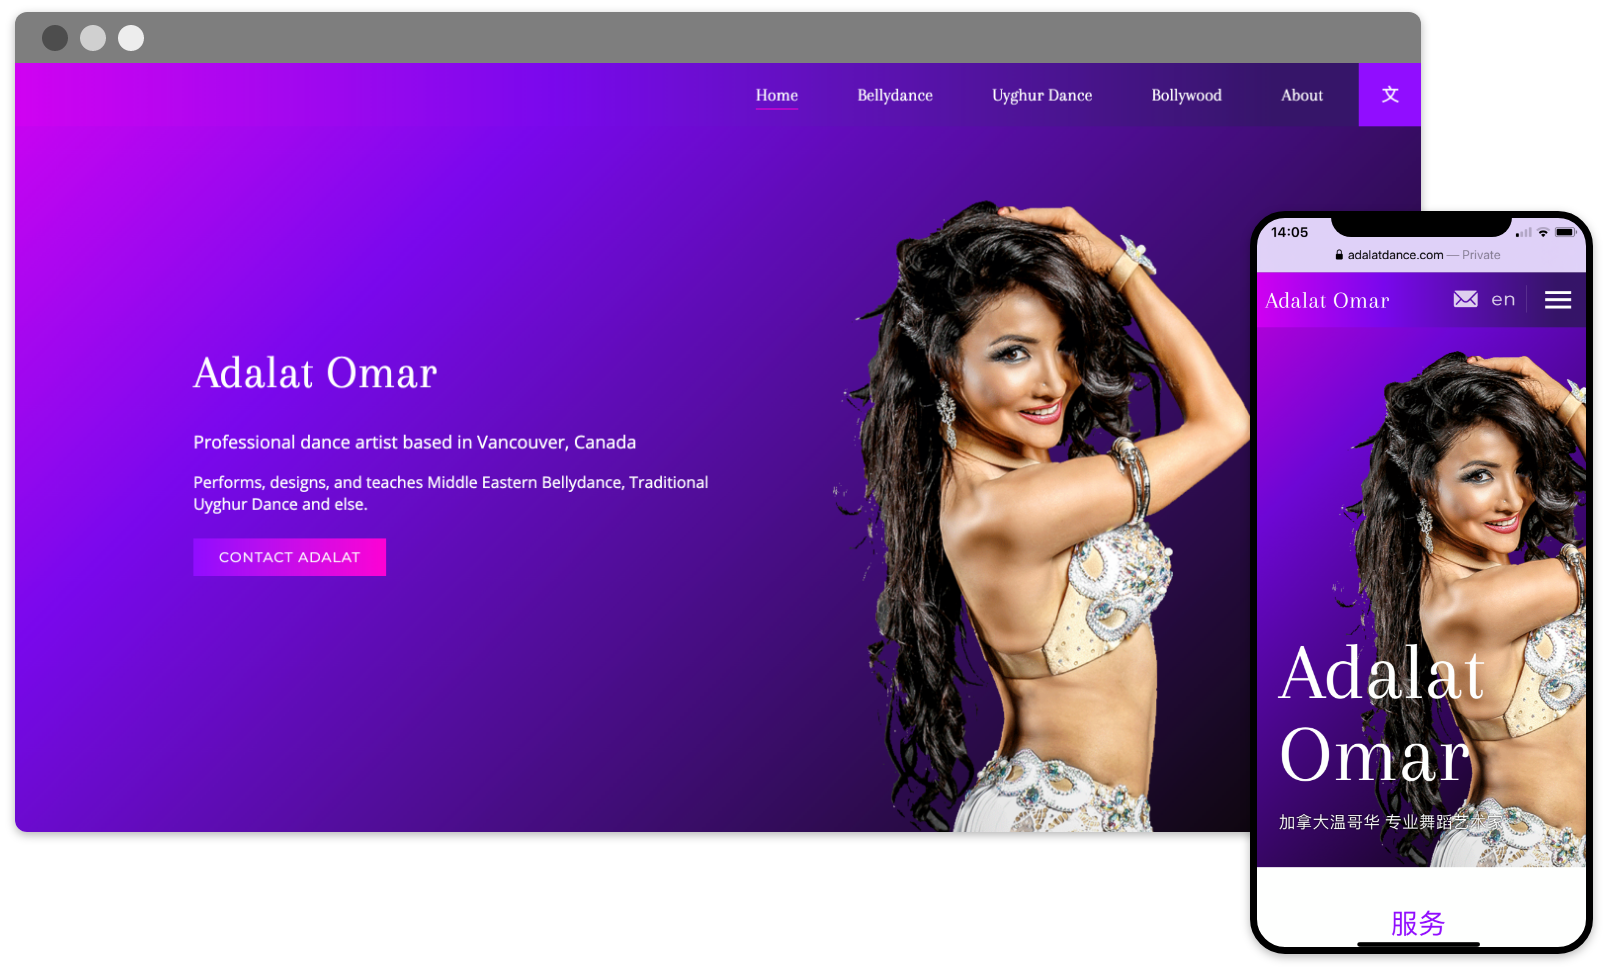 Home Bellydance Uyghur Dance Bollywood About 文
Adalat Omar
Professional dance artist based in Vancouver, Canada
Performs, designs, and teaches Middle Eastern Bellydance, Traditional
Uyghur Dance and else.
CONTACT ADALAT
14:05
adalatdance.com — Private
Adalat Omar en
Adalat
Omar
加拿大温哥华 专业舞蹈艺术家
服务